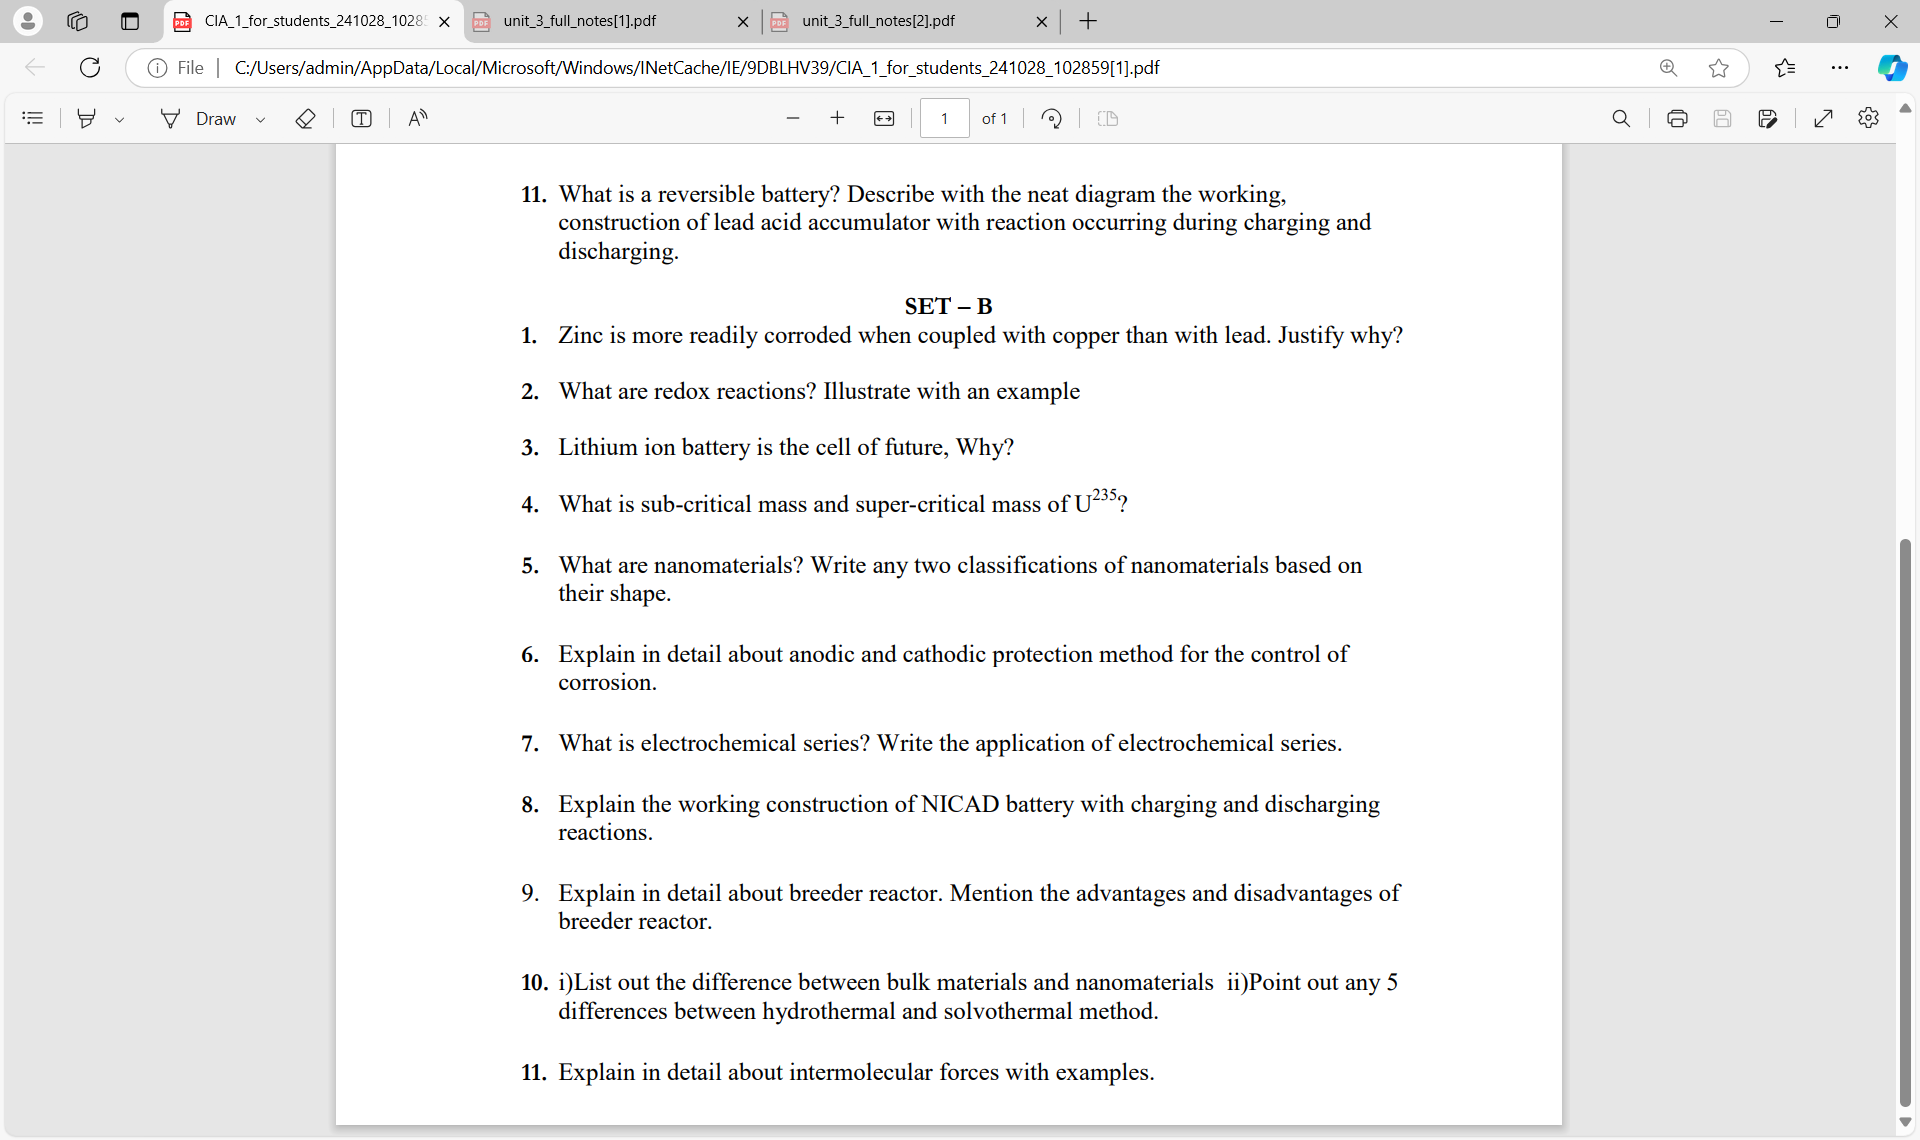 CIA_1_for_students_241028_1028
unit_3_full_notes[1].pdf
unit_3_full_notes[2].pdf
File
C:/Users/admin/AppData/Local/Microsoft/Windows/INetCache/IE/9DBLHV39/CIA_1_for_students_241028_102859[1].pdf
Draw
1 of 1
11. What is a reversible battery? Describe with the neat diagram the working,
construction of lead acid accumulator with reaction occurring during charging and
discharging.
SET – B
1. Zinc is more readily corroded when coupled with copper than with lead. Justify why?
2. What are redox reactions? Illustrate with an example
3. Lithium ion battery is the cell of future, Why?
4. What is sub-critical mass and super-critical mass of U²³⁵?
5. What are nanomaterials? Write any two classifications of nanomaterials based on
their shape.
6. Explain in detail about anodic and cathodic protection method for the control of
corrosion.
7. What is electrochemical series? Write the application of electrochemical series.
8. Explain the working construction of NICAD battery with charging and discharging
reactions.
9. Explain in detail about breeder reactor. Mention the advantages and disadvantages of
breeder reactor.
10. i)List out the difference between bulk materials and nanomaterials ii)Point out any 5
differences between hydrothermal and solvothermal method.
11. Explain in detail about intermolecular forces with examples.